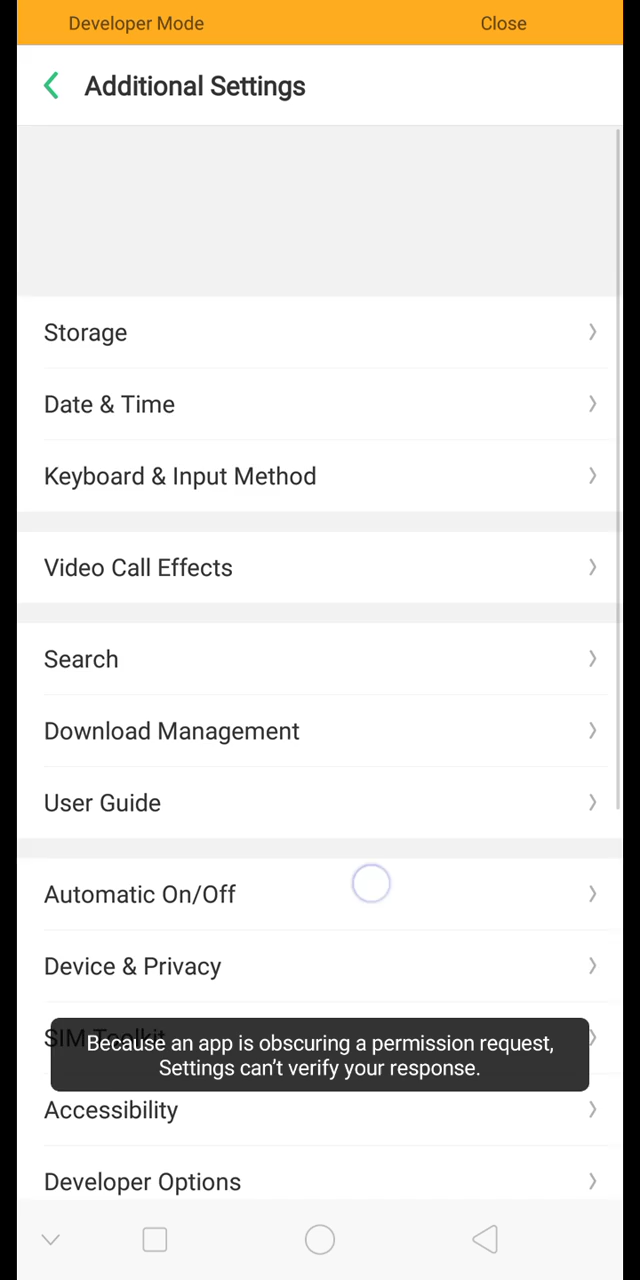 Developer Mode Close
Additional Settings
Storage
Date & Time
Keyboard & Input Method
Video Call Effects
Search
Download Management
User Guide
Automatic On/Off
Device & Privacy
SIM Toolkit
Because an app is obscuring a permission request,
Settings can’t verify your response.
Accessibility
Developer Options